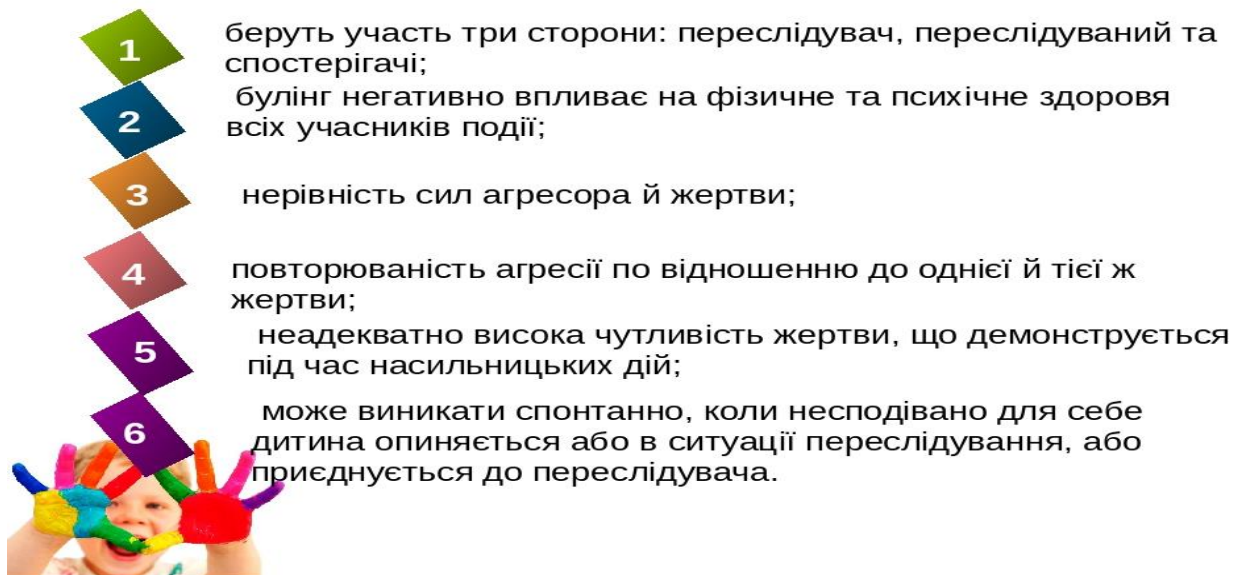 1
беруть участь три сторони: переслідувач, переслідуваний та
спостерігачі;
2
булінг негативно впливає на фізичне та психічне здоровя
всіх учасників події;
3
нерівність сил агресора й жертви;
4
повторюваність агресії по відношенню до однієї й тієї ж
жертви;
5
неадекватно висока чутливість жертви, що демонструється
під час насильницьких дій;
6
може виникати спонтанно, коли несподівано для себе
дитина опиняється або в ситуації переслідування, або
приєднується до переслідувача.